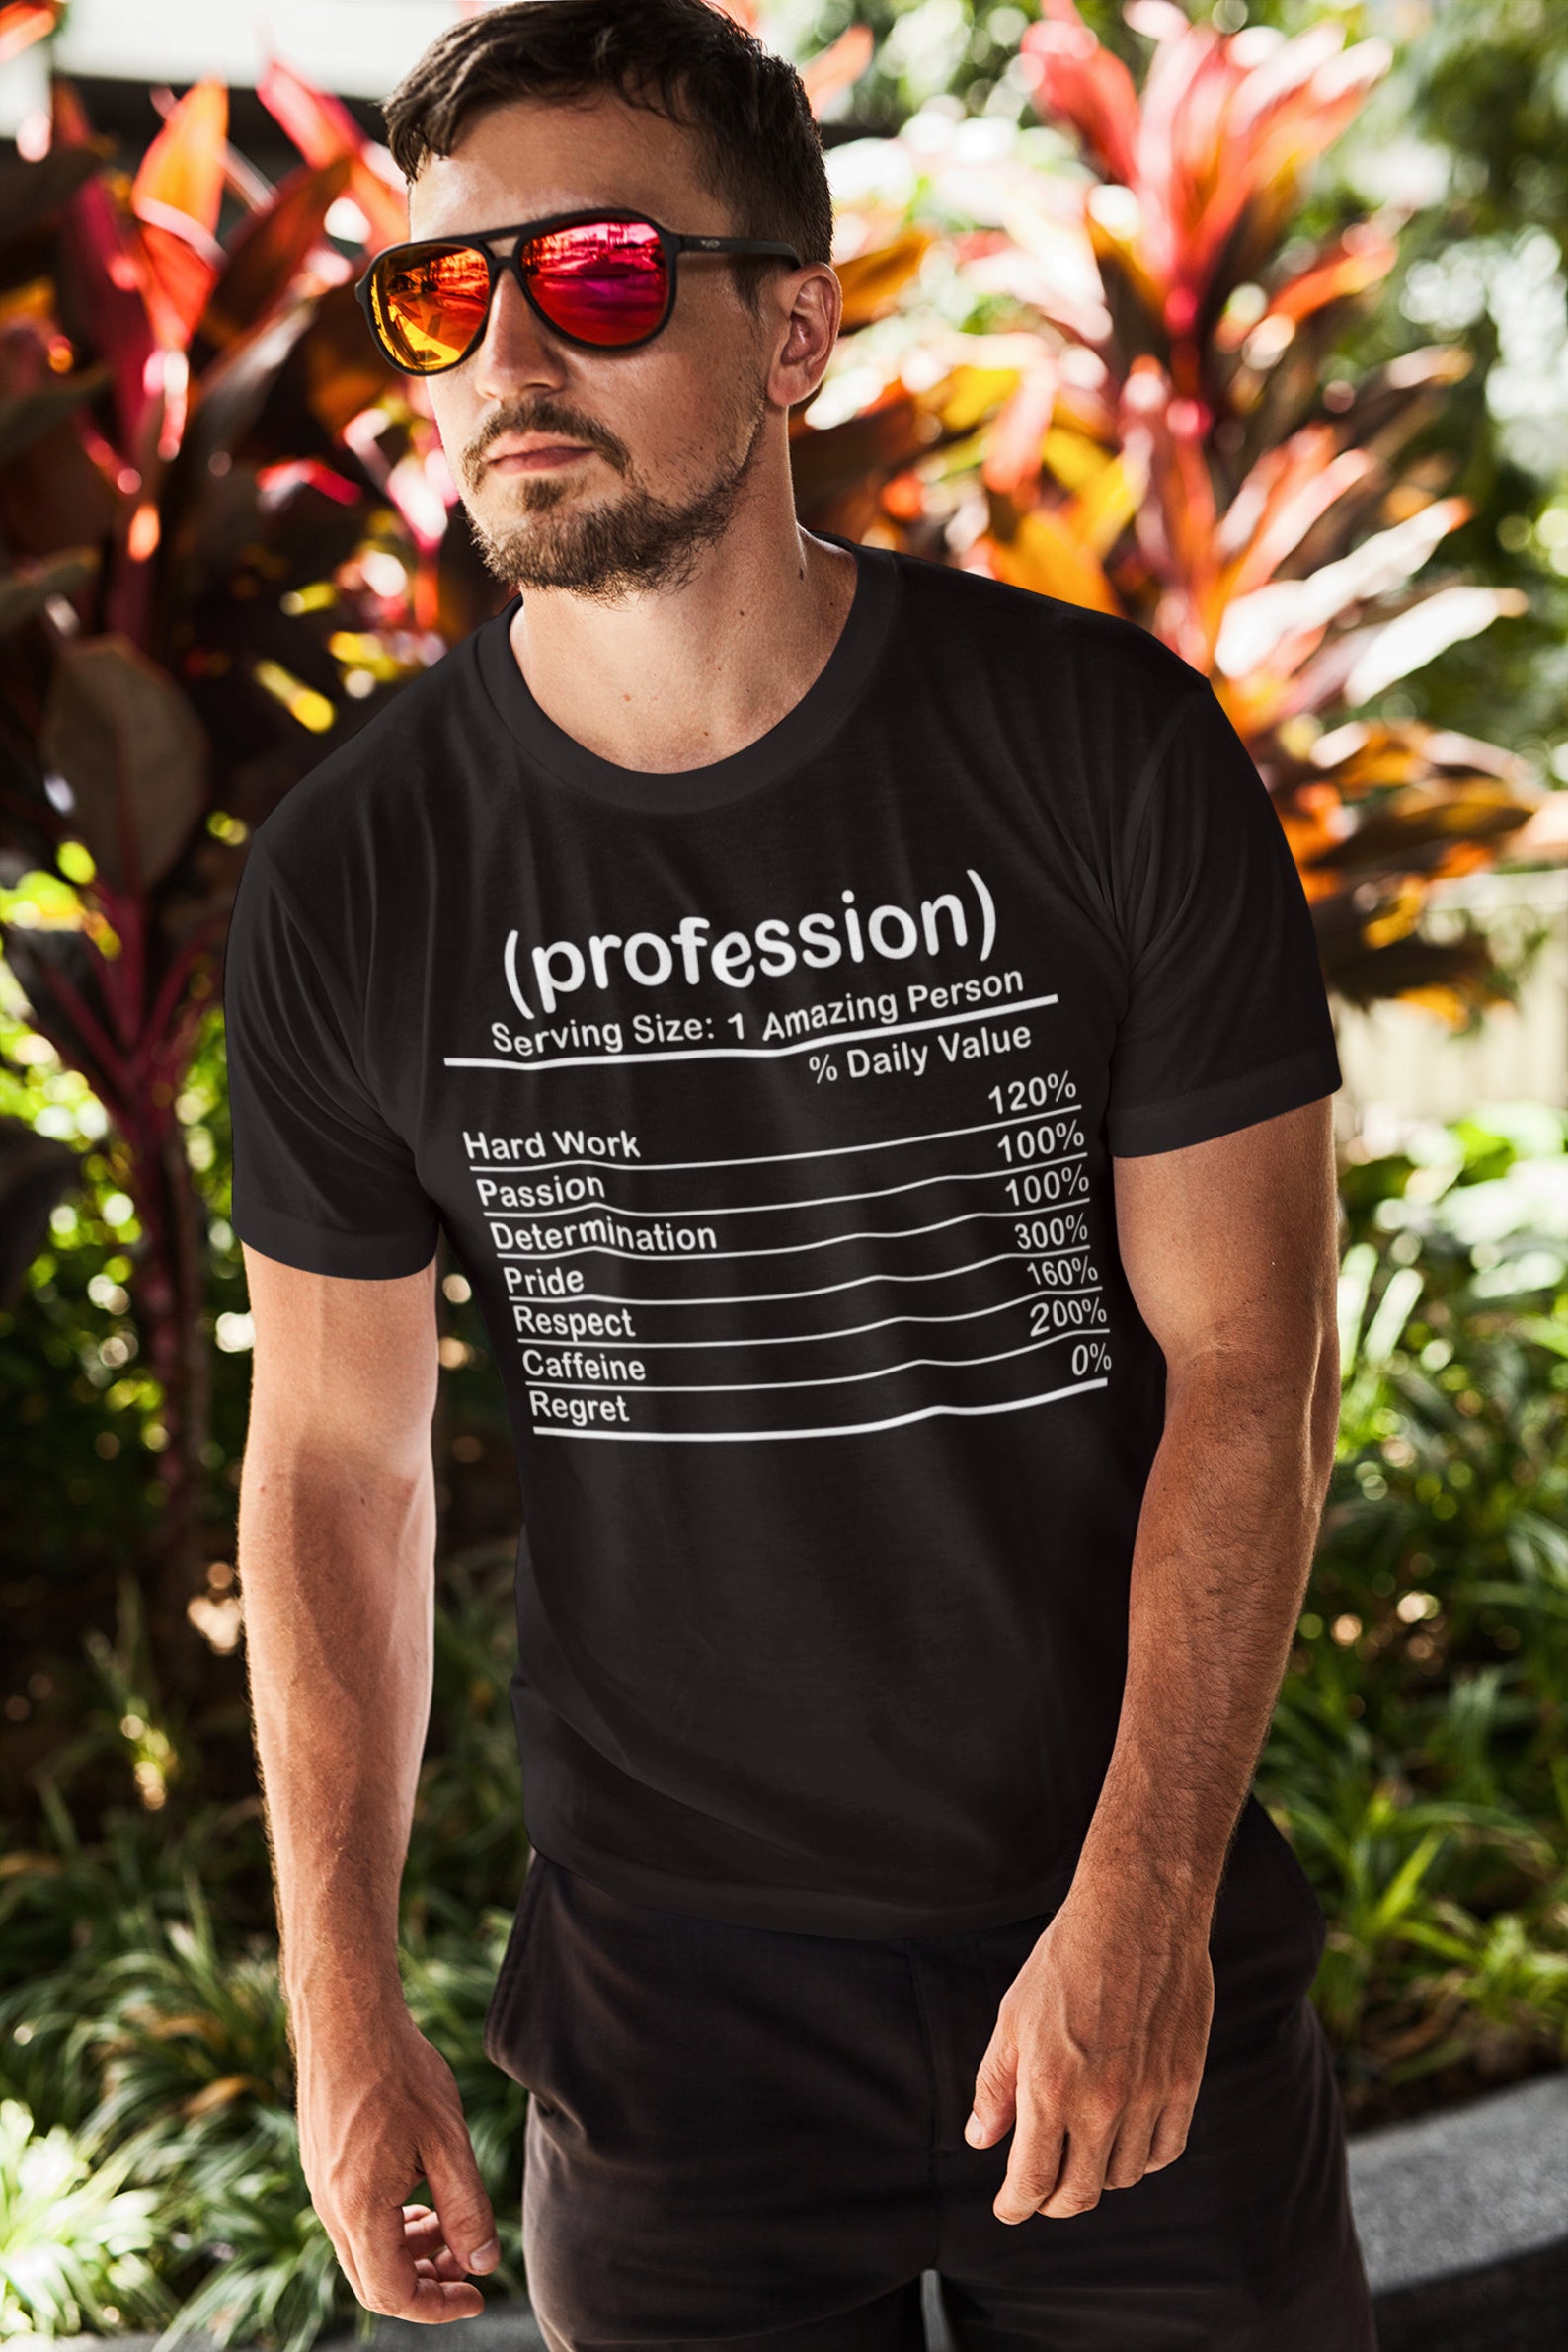 (profession)
Serving Size: 1 Amazing Person
% Daily Value
Hard Work 120%
Passion 100%
Determination 100%
Pride 300%
Respect 160%
Caffeine 200%
Regret 0%